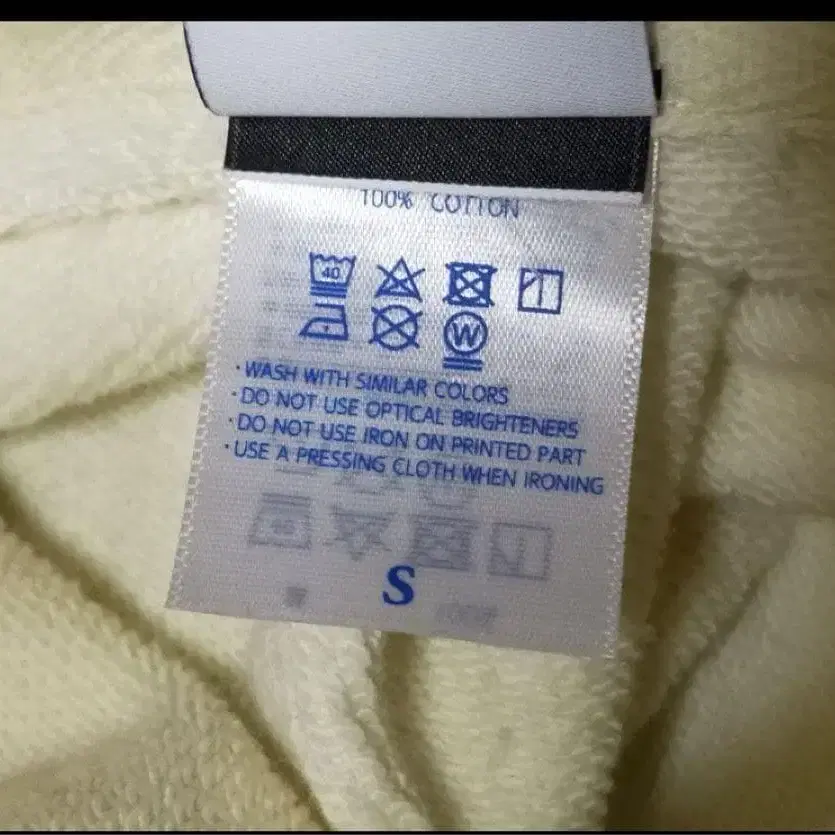 100% COTTON
40
W
· WASH WITH SIMILAR COLORS
· DO NOT USE OPTICAL BRIGHTENERS
· DO NOT USE IRON ON PRINTED PART
· USE A PRESSING CLOTH WHEN IRONING
S